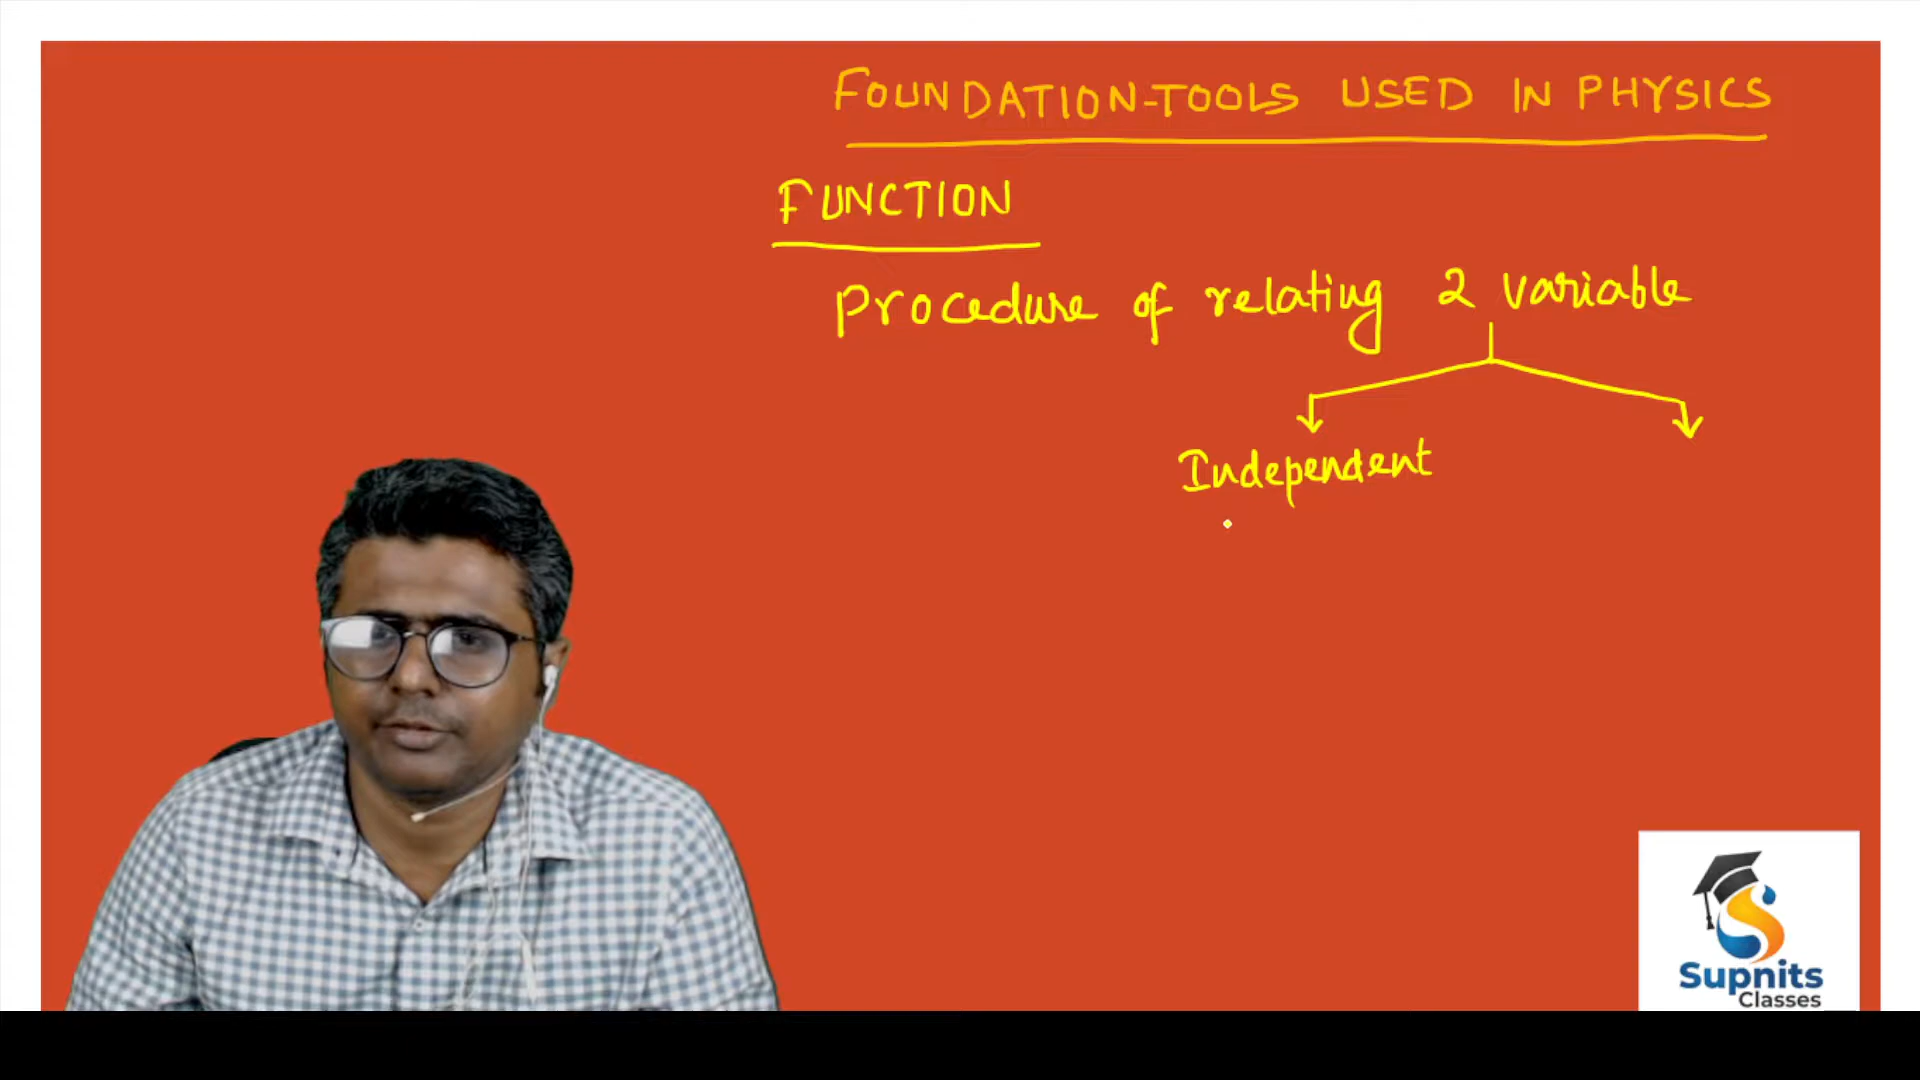 FOUNDATION-TOOLS USED IN PHYSICS
FUNCTION
Procedure of relating 2 variable
Independent
Supnits
Classes